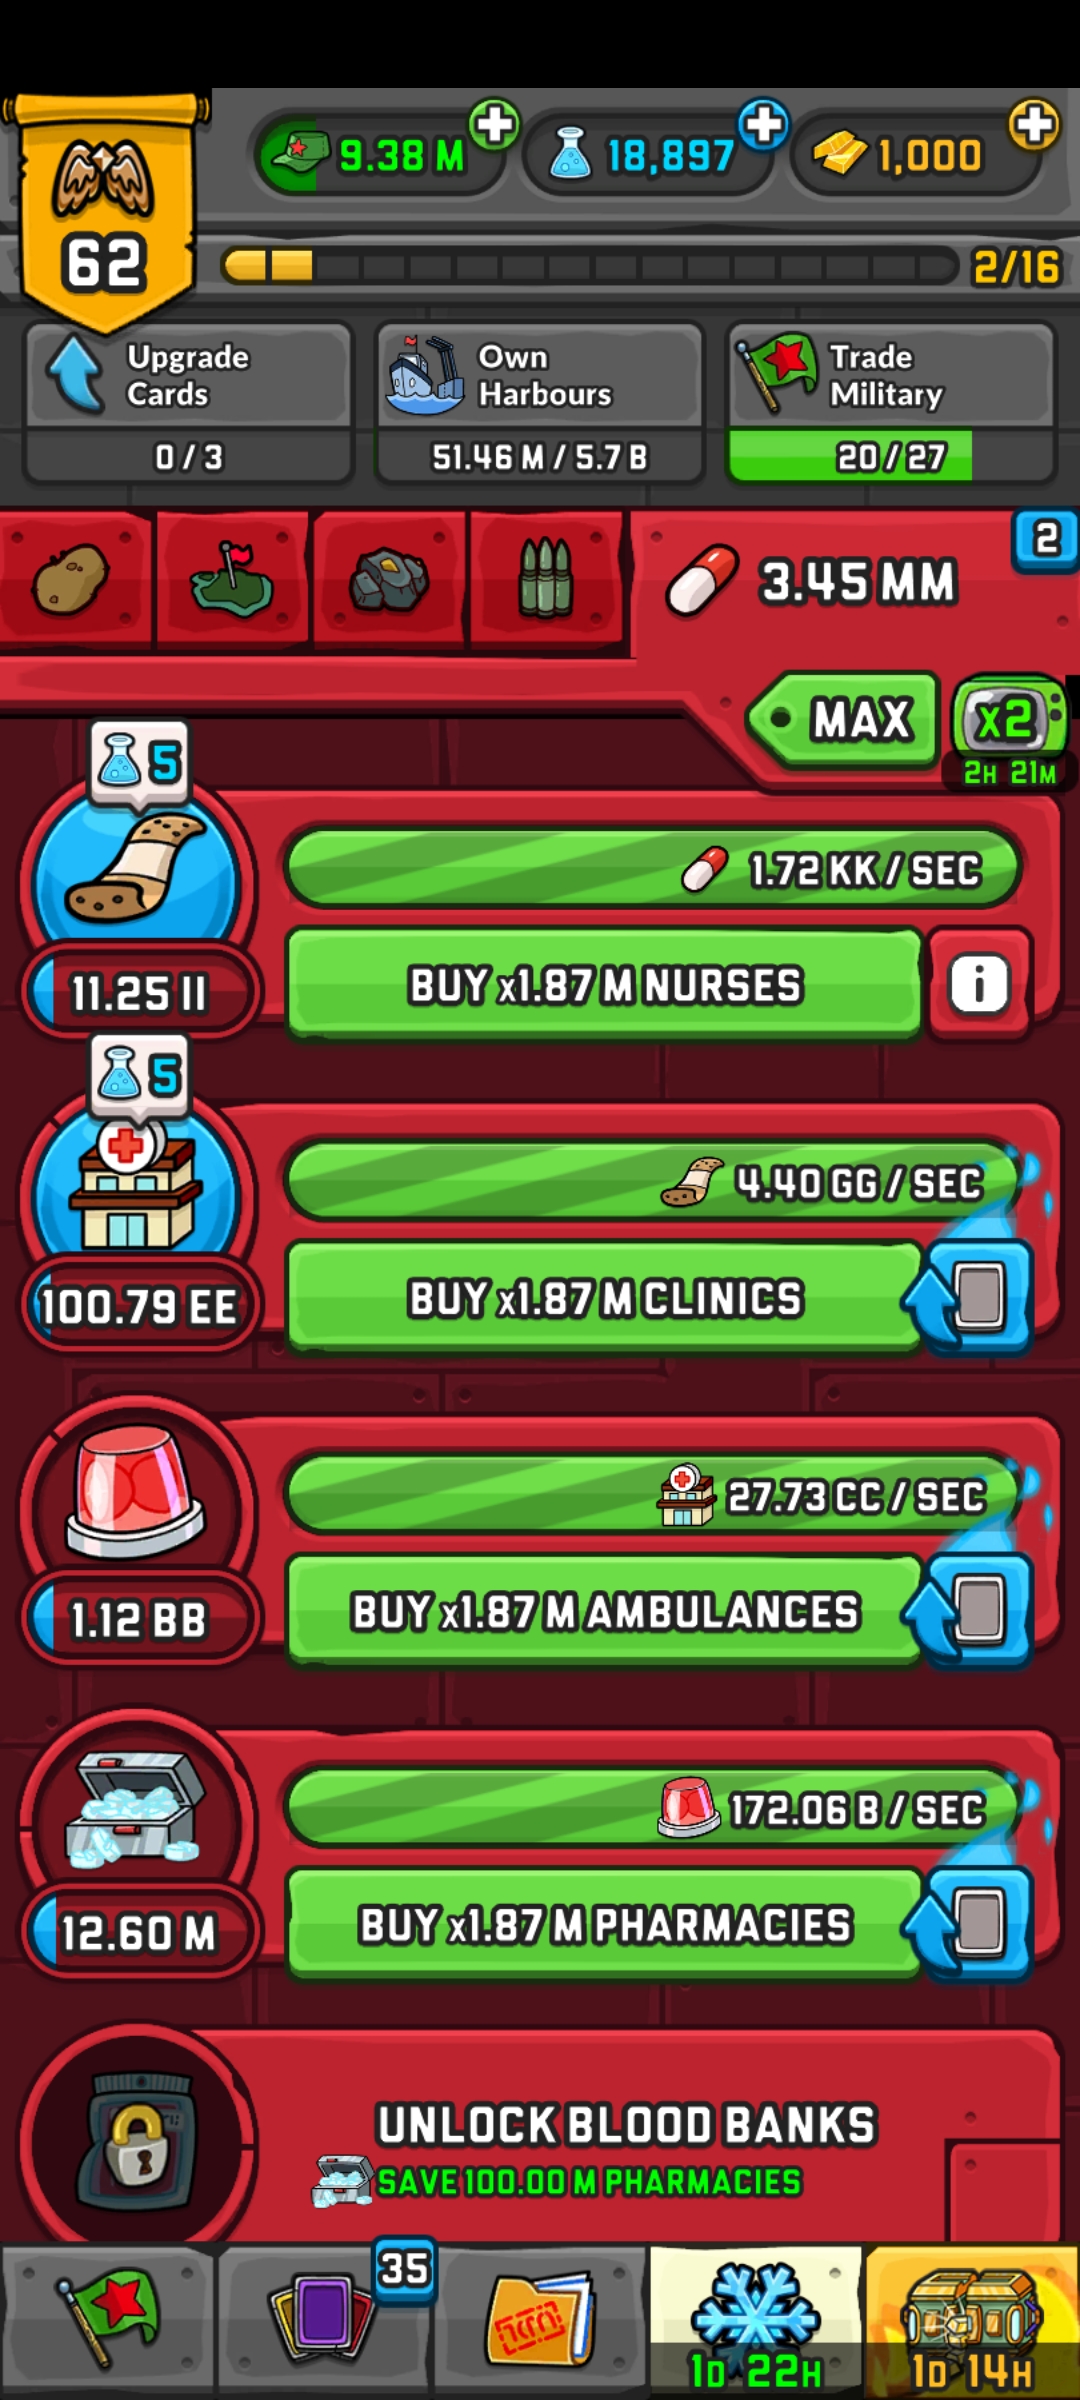 9.38 M
18,897
1,000
62
2/16
Upgrade
Cards
0 / 3
Own
Harbours
51.46 M / 5.7 B
Trade
Military
20 / 27
3.45 MM
2
MAX
x2
2H 21M
5
1.72 KK / SEC
11.25 II
BUY x1.87 M NURSES
i
5
4.40 GG / SEC
100.79 EE
BUY x1.87 M CLINICS
27.73 CC / SEC
1.12 BB
BUY x1.87 M AMBULANCES
172.06 B / SEC
12.60 M
BUY x1.87 M PHARMACIES
UNLOCK BLOOD BANKS
SAVE 100.00 M PHARMACIES
35
1D 22H
1D 14H